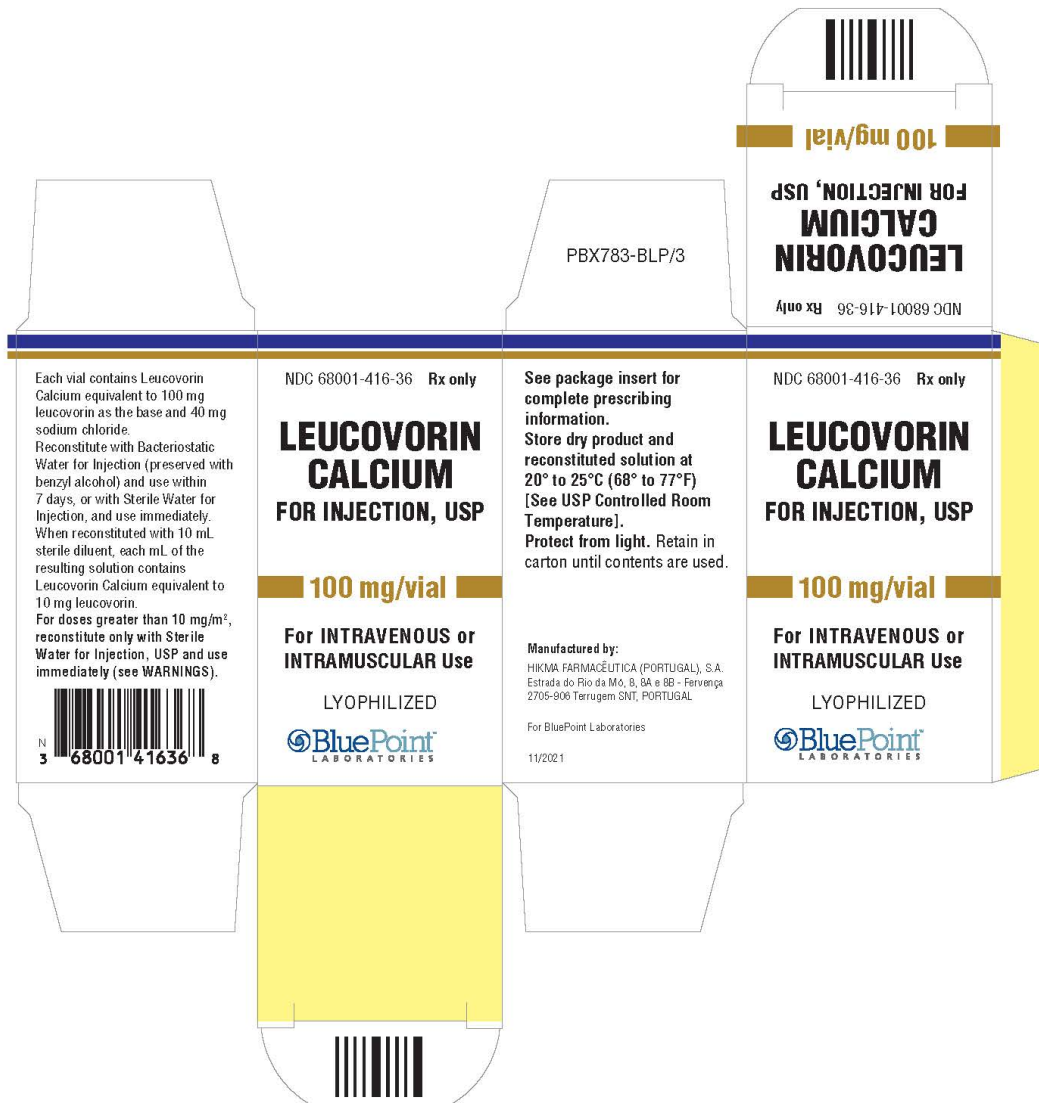 100 mg/vial
LEUCOVORIN
CALCIUM
FOR INJECTION, USP
NDC 68001-416-36 Rx only
PBX783-BLP/3
Each vial contains Leucovorin
Calcium equivalent to 100 mg
leucovorin as the base and 40 mg
sodium chloride.
Reconstitute with Bacteriostatic
Water for Injection (preserved with
benzyl alcohol) and use within
7 days, or with Sterile Water for
Injection, and use immediately.
When reconstituted with 10 mL
sterile diluent, each mL of the
resulting solution contains
Leucovorin Calcium equivalent to
10 mg leucovorin.
For doses greater than 10 mg/m²,
reconstitute only with Sterile
Water for Injection, USP and use
immediately (see WARNINGS).
N
3 68001 41636 8
NDC 68001-416-36 Rx only
LEUCOVORIN
CALCIUM
FOR INJECTION, USP
100 mg/vial
For INTRAVENOUS or
INTRAMUSCULAR Use
LYOPHILIZED
BluePoint™
LABORATORIES
See package insert for
complete prescribing
information.
Store dry product and
reconstituted solution at
20° to 25°C (68° to 77°F)
[See USP Controlled Room
Temperature].
Protect from light. Retain in
carton until contents are used.
Manufactured by:
HIKMA FARMACÊUTICA (PORTUGAL), S.A.
Estrada do Rio da Mó, 8, 8A e 8B - Fervença
2705-906 Terrugem SNT, PORTUGAL
For BluePoint Laboratories
11/2021
NDC 68001-416-36 Rx only
LEUCOVORIN
CALCIUM
FOR INJECTION, USP
100 mg/vial
For INTRAVENOUS or
INTRAMUSCULAR Use
LYOPHILIZED
BluePoint™
LABORATORIES